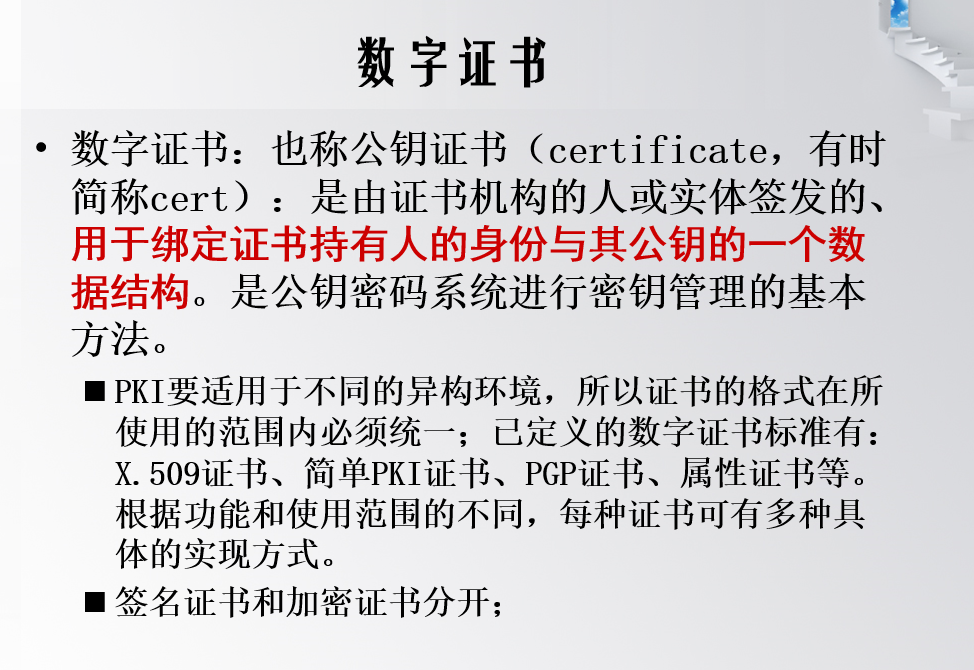 数字证书
• 数字证书：也称公钥证书（certificate，有时
简称cert）：是由证书机构的人或实体签发的、
用于绑定证书持有人的身份与其公钥的一个数
据结构。是公钥密码系统进行密钥管理的基本
方法。
■ PKI要适用于不同的异构环境，所以证书的格式在所
使用的范围内必须统一；已定义的数字证书标准有：
X.509证书、简单PKI证书、PGP证书、属性证书等。
根据功能和使用范围的不同，每种证书可有多种具
体的实现方式。
■ 签名证书和加密证书分开；